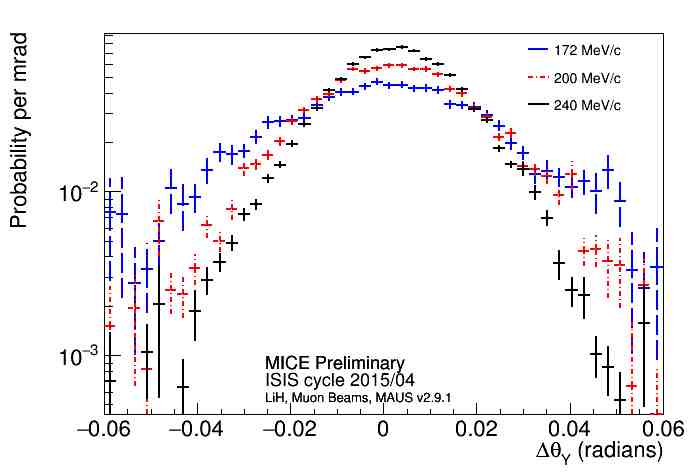 Probability per mrad
172 MeV/c
200 MeV/c
240 MeV/c
10⁻²
10⁻³
MICE Preliminary
ISIS cycle 2015/04
LiH, Muon Beams, MAUS v2.9.1
−0.06 −0.04 −0.02 0 0.02 0.04 0.06
Δθ_Y (radians)